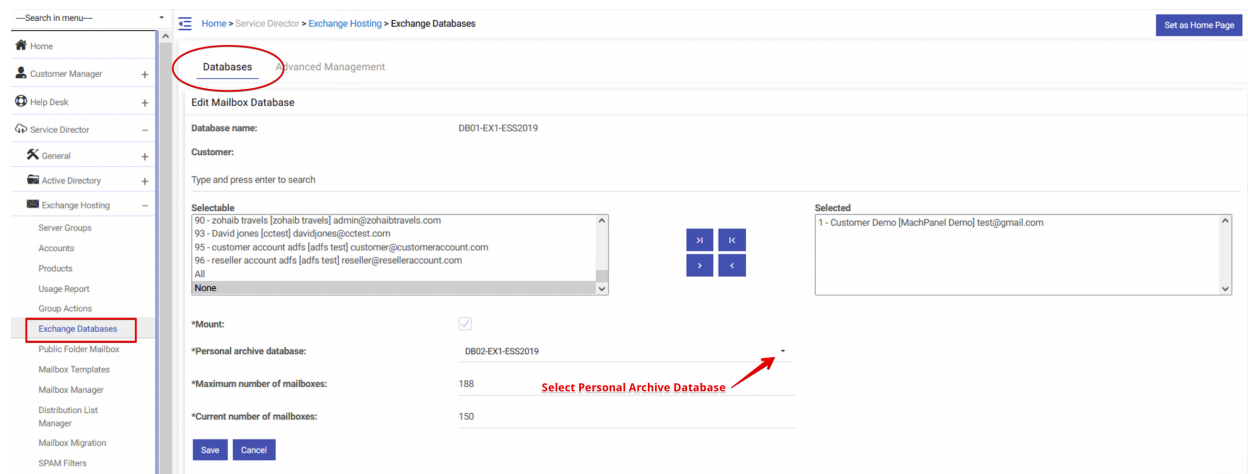 —Search in menu—
Home > Service Director > Exchange Hosting > Exchange Databases
Set as Home Page
Home
Customer Manager
Help Desk
Service Director
General
Active Directory
Exchange Hosting
Server Groups
Accounts
Products
Usage Report
Group Actions
Exchange Databases
Public Folder Mailbox
Mailbox Templates
Mailbox Manager
Distribution List
Manager
Mailbox Migration
SPAM Filters
Databases
Advanced Management
Edit Mailbox Database
Database name: DB01-EX1-ESS2019
Customer:
Type and press enter to search
Selectable
90 - zohaib travels [zohaib travels] admin@zohaibtravels.com
93 - David jones [cctest] davidjones@cctest.com
95 - customer account adfs [adfs test] customer@customeraccount.com
96 - reseller account adfs [adfs test] reseller@reselleraccount.com
All
None
Selected
1 - Customer Demo [MachPanel Demo] test@gmail.com
*Mount:
*Personal archive database: DB02-EX1-ESS2019
*Maximum number of mailboxes: 188
Select Personal Archive Database
*Current number of mailboxes: 150
Save
Cancel